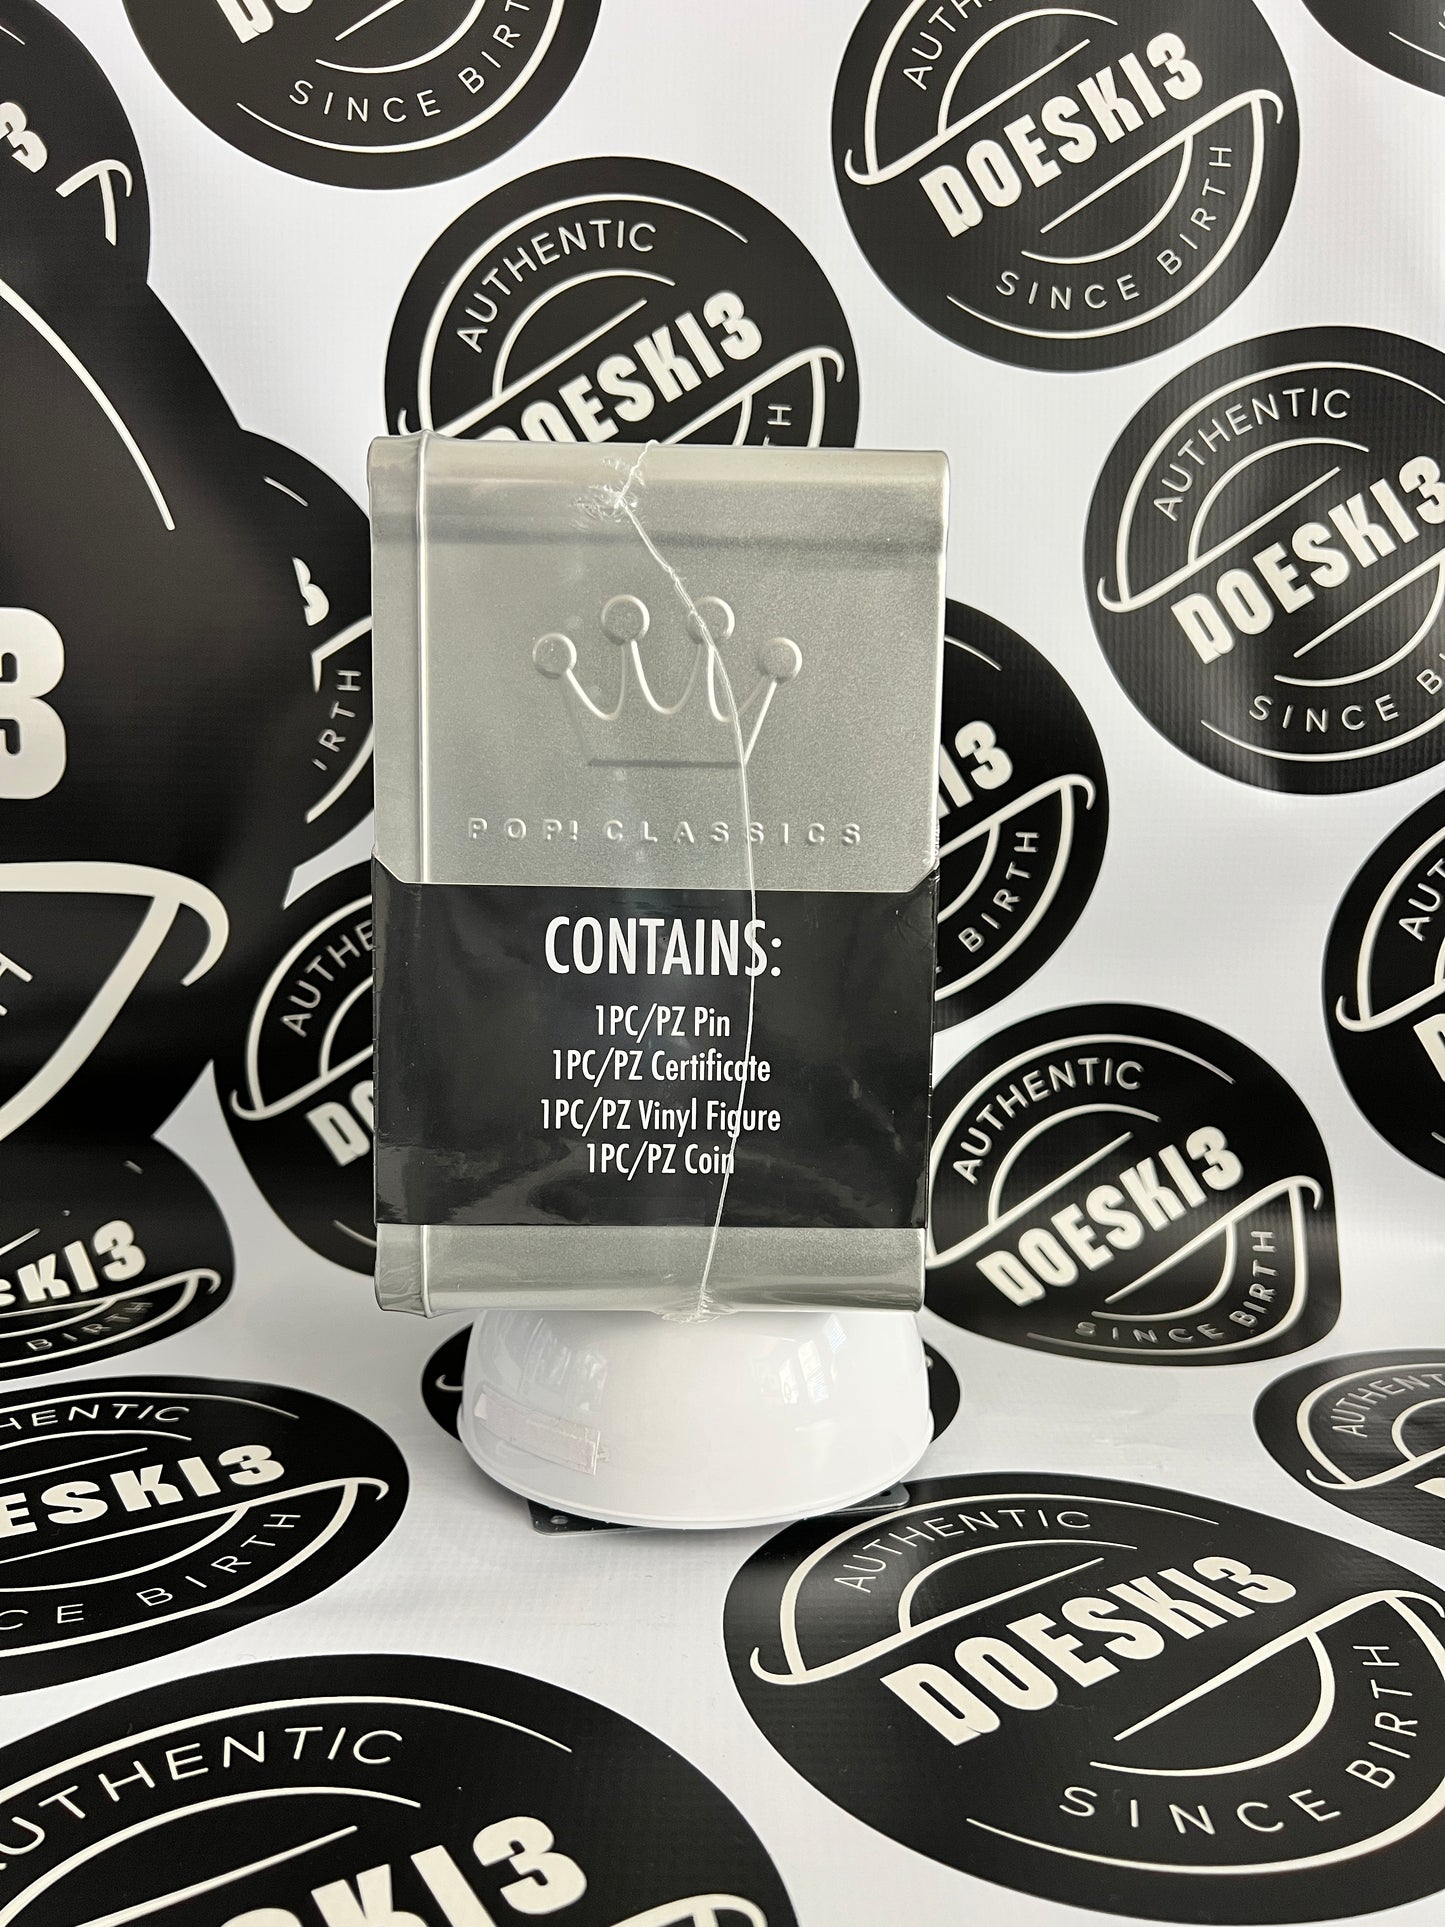 DOESKI3
SINCE BIRTH
AUTHENTIC
DOESKI3
SINCE BIRTH
AUTHENTIC
DOESKI3
AUTHENTIC
DOESKI3
SINCE
POP! CLASSICS
CONTAINS:
1PC/PZ Pin
1PC/PZ Certificate
1PC/PZ Vinyl Figure
1PC/PZ Coin
BIRTH
AUTHENTIC
DOESKI3
SINCE BIRTH
BIRTH
AUTHENTIC
AUTHENTIC
DOESKI3
SINCE BIRTH
AUTHENTIC